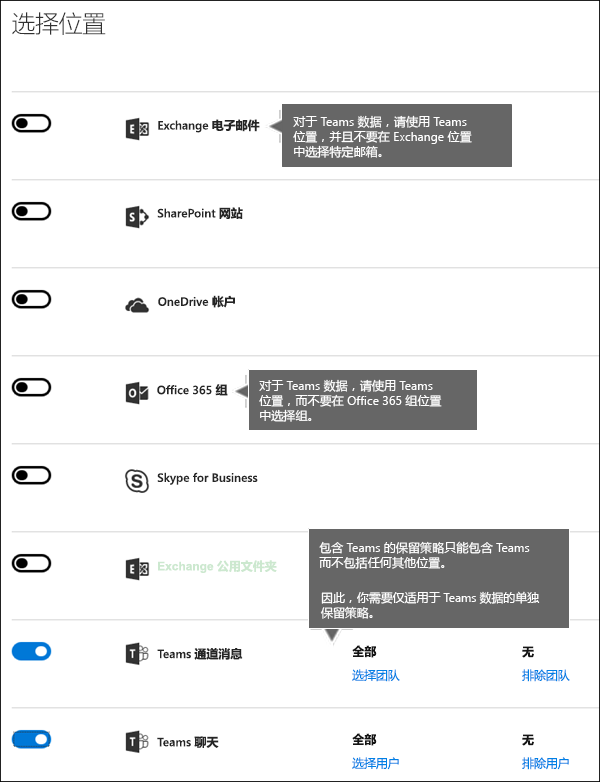 选择位置
Exchange 电子邮件
对于 Teams 数据，请使用 Teams
位置，并且不要在 Exchange 位置
中选择特定邮箱。
SharePoint 网站
OneDrive 帐户
Office 365 组
对于 Teams 数据，请使用 Teams
位置，而不要在 Office 365 组位置
中选择组。
Skype for Business
Exchange 公用文件夹
包含 Teams 的保留策略只能包含 Teams
而不包括任何其他位置。
因此，你需要仅适用于 Teams 数据的单独
保留策略。
Teams 通道消息
全部
无
选择团队
排除团队
Teams 聊天
全部
无
选择用户
排除用户